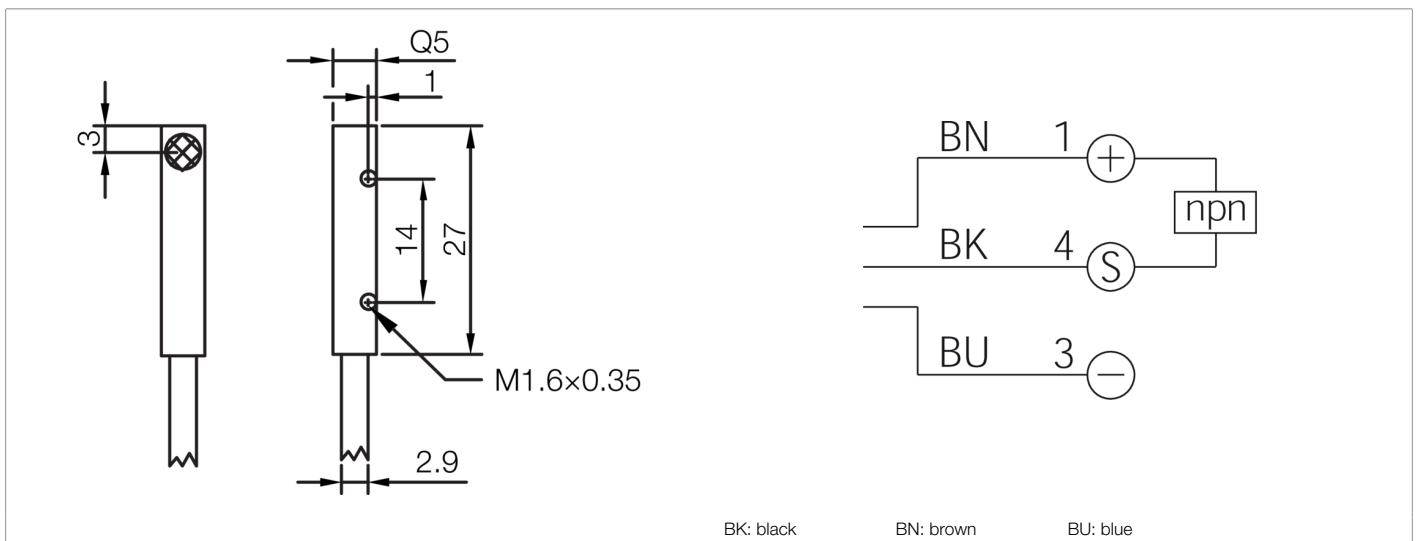 Q5
1
3
14
27
M1.6×0.35
2.9
BN 1 +
npn
BK 4 S
BU 3 −
BK: black BN: brown BU: blue